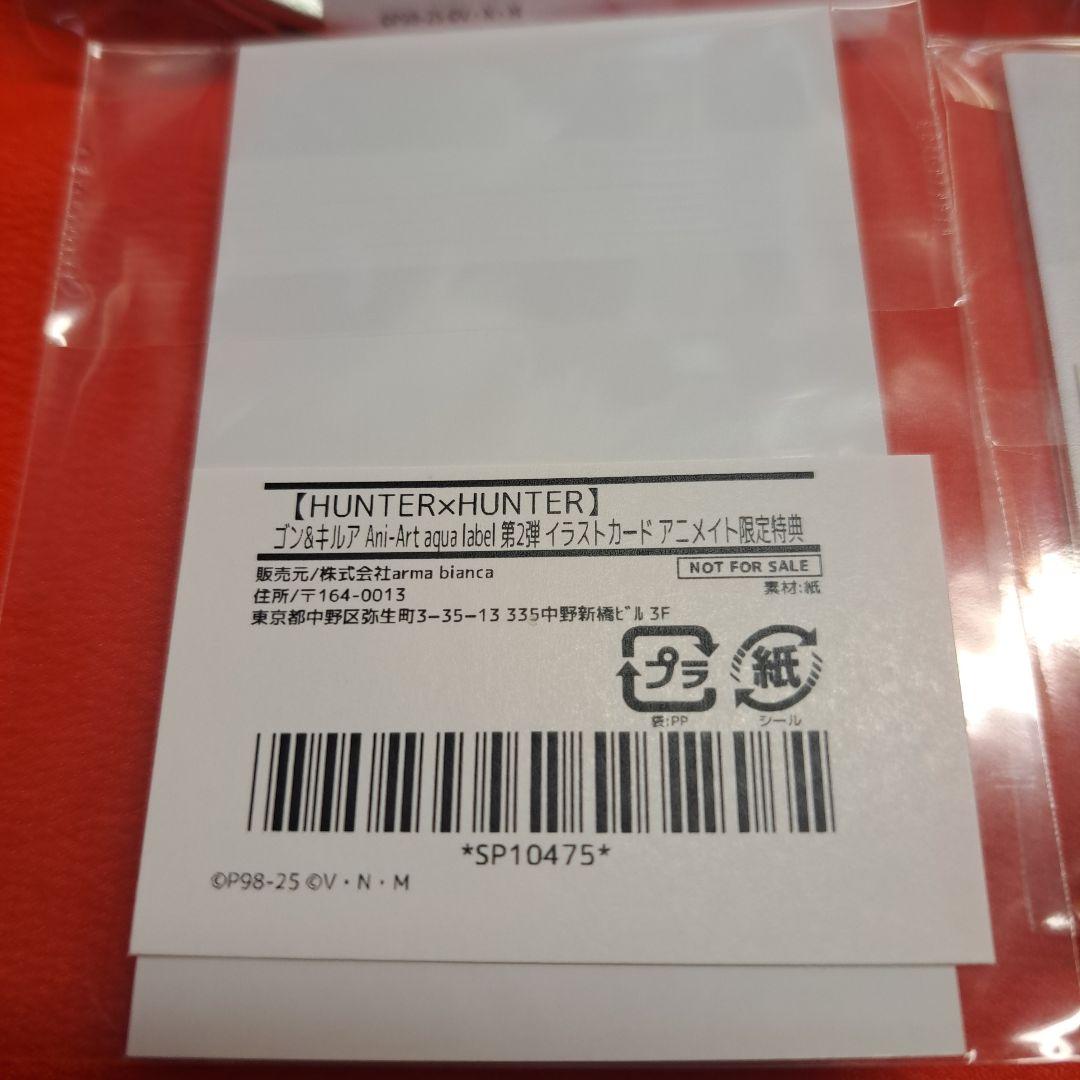 ©P98-25 ©V・N・M
【HUNTER×HUNTER】
ゴン&キルア Ani-Art aqua label 第2弾 イラストカード アニメイト限定特典
販売元/株式会社arma bianca
NOT FOR SALE
住所/〒164-0013
素材:紙
東京都中野区弥生町3−35−13 335中野新橋ﾋﾞﾙ 3F
プラ
紙
袋:PP
シール
*SP10475*
©P98-25 ©V・N・M